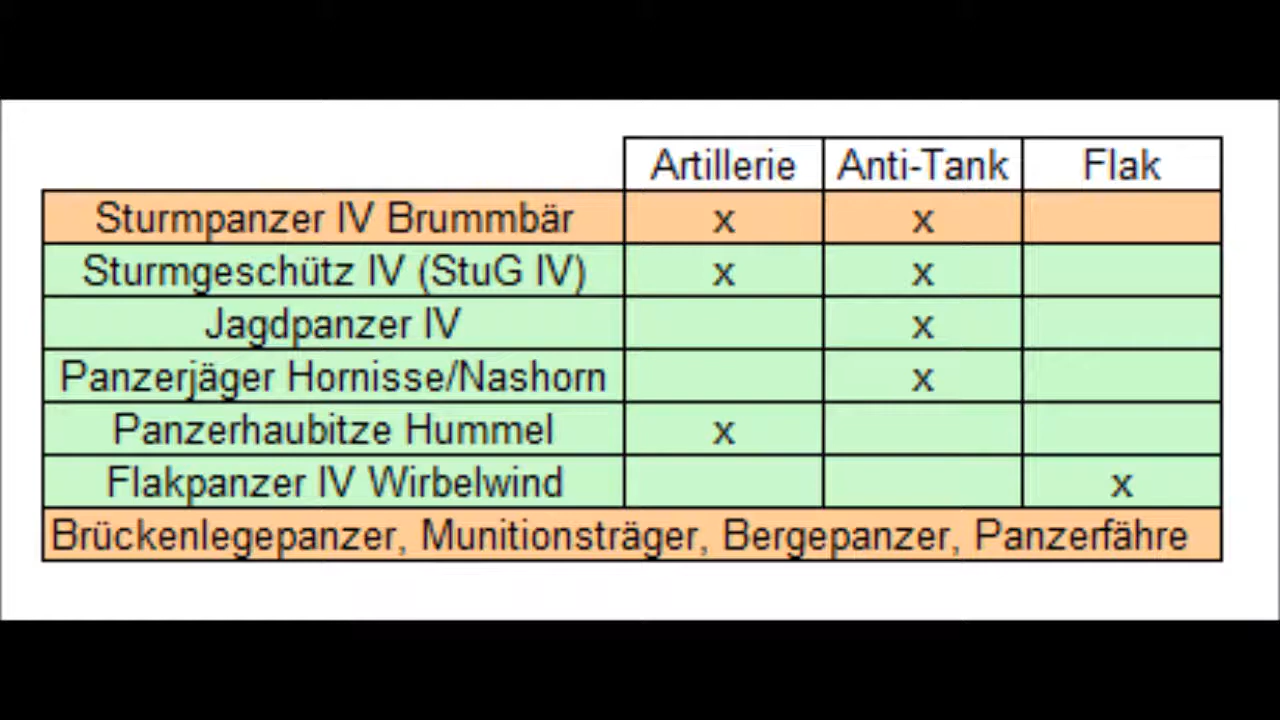 Artillerie Anti-Tank Flak
Sturmpanzer IV Brummbär x x
Sturmgeschütz IV (StuG IV) x x
Jagdpanzer IV x
Panzerjäger Hornisse/Nashorn x
Panzerhaubitze Hummel x
Flakpanzer IV Wirbelwind x
Brückenlegepanzer, Munitionsträger, Bergepanzer, Panzerfähre